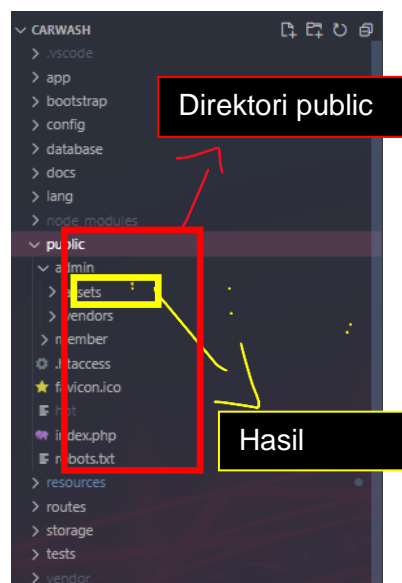 CARWASH
.vscode
app
bootstrap
config
database
docs
lang
node_modules
public
admin
assets
vendors
member
.htaccess
favicon.ico
hot
index.php
robots.txt
resources
routes
storage
tests
vendor
Direktori public
Hasil